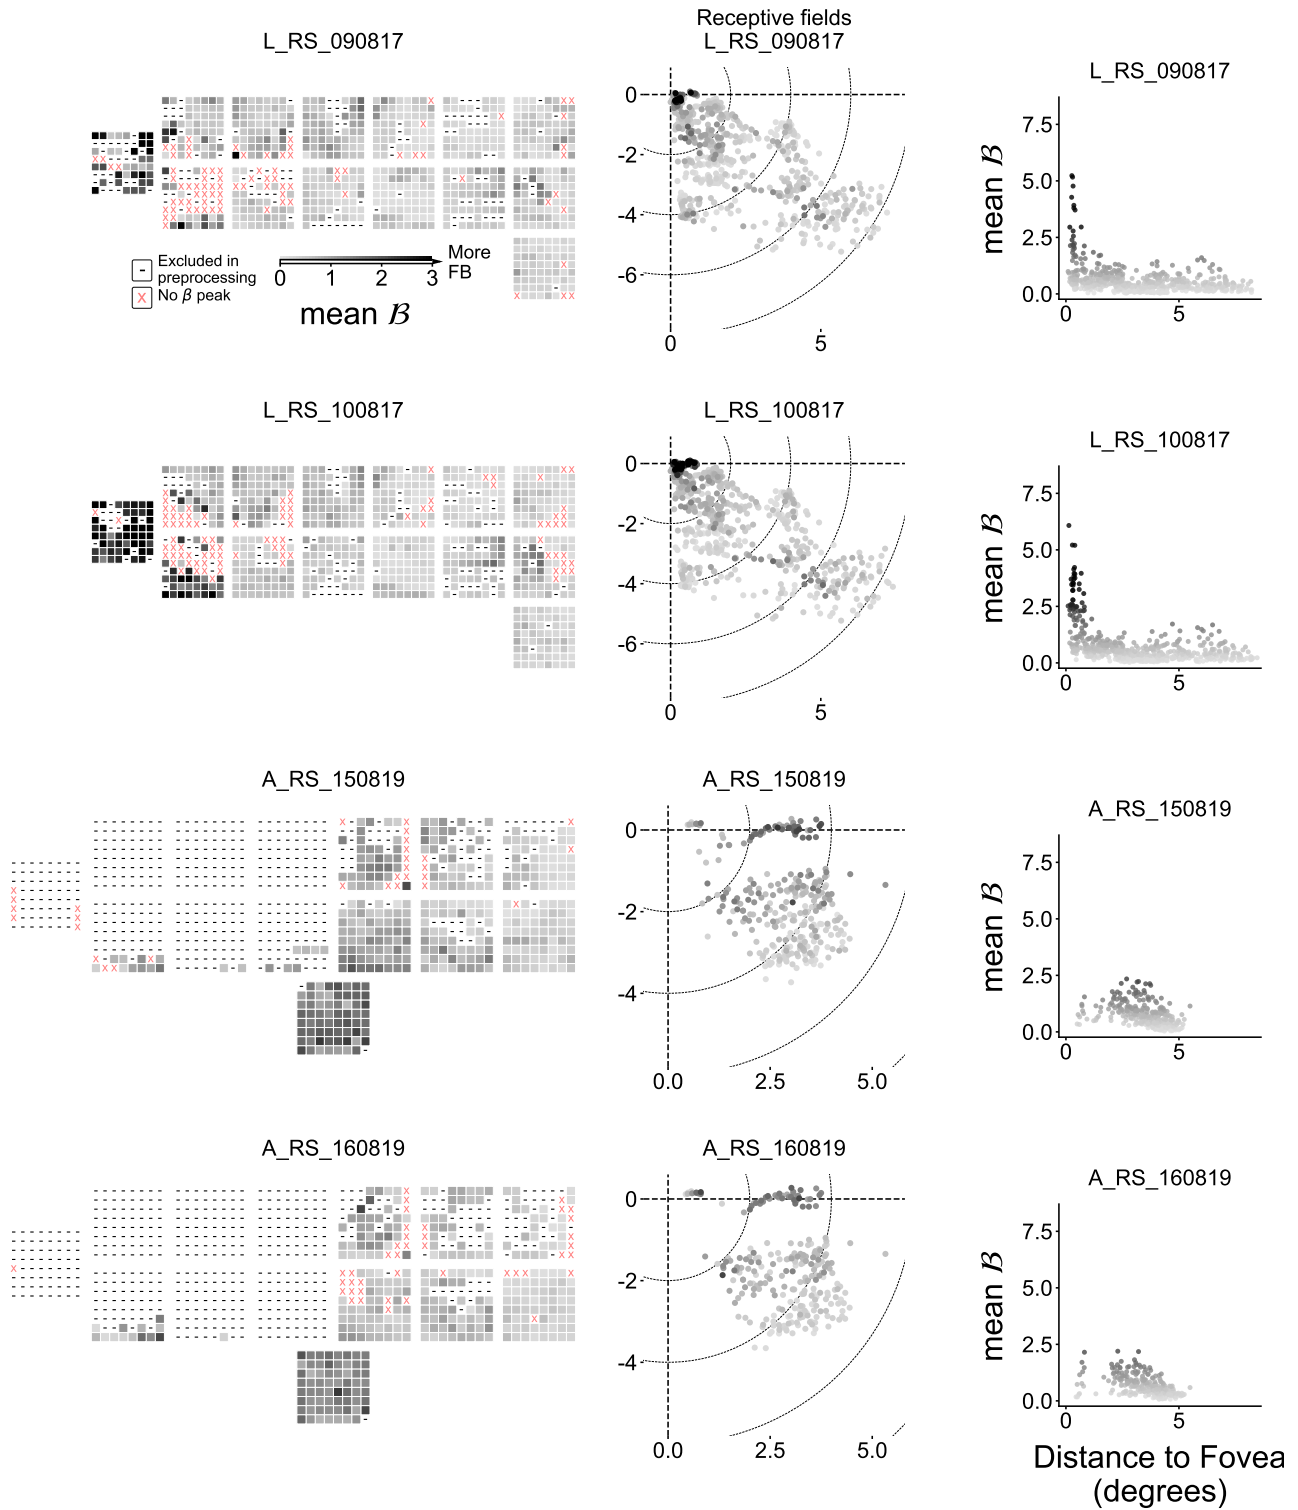 L_RS_090817
Excluded in
preprocessing
No β peak
0 1 2 3
More
FB
mean ℬ
Receptive fields
L_RS_090817
0
-2
-4
-6
0 5
L_RS_090817
mean ℬ
7.5
5.0
2.5
0.0
0 5
L_RS_100817
L_RS_100817
0
-2
-4
-6
0 5
L_RS_100817
mean ℬ
7.5
5.0
2.5
0.0
0 5
A_RS_150819
A_RS_150819
0
-2
-4
0.0 2.5 5.0
A_RS_150819
mean ℬ
7.5
5.0
2.5
0.0
0 5
A_RS_160819
A_RS_160819
0
-2
-4
0.0 2.5 5.0
A_RS_160819
mean ℬ
7.5
5.0
2.5
0.0
0 5
Distance to Fovea
(degrees)